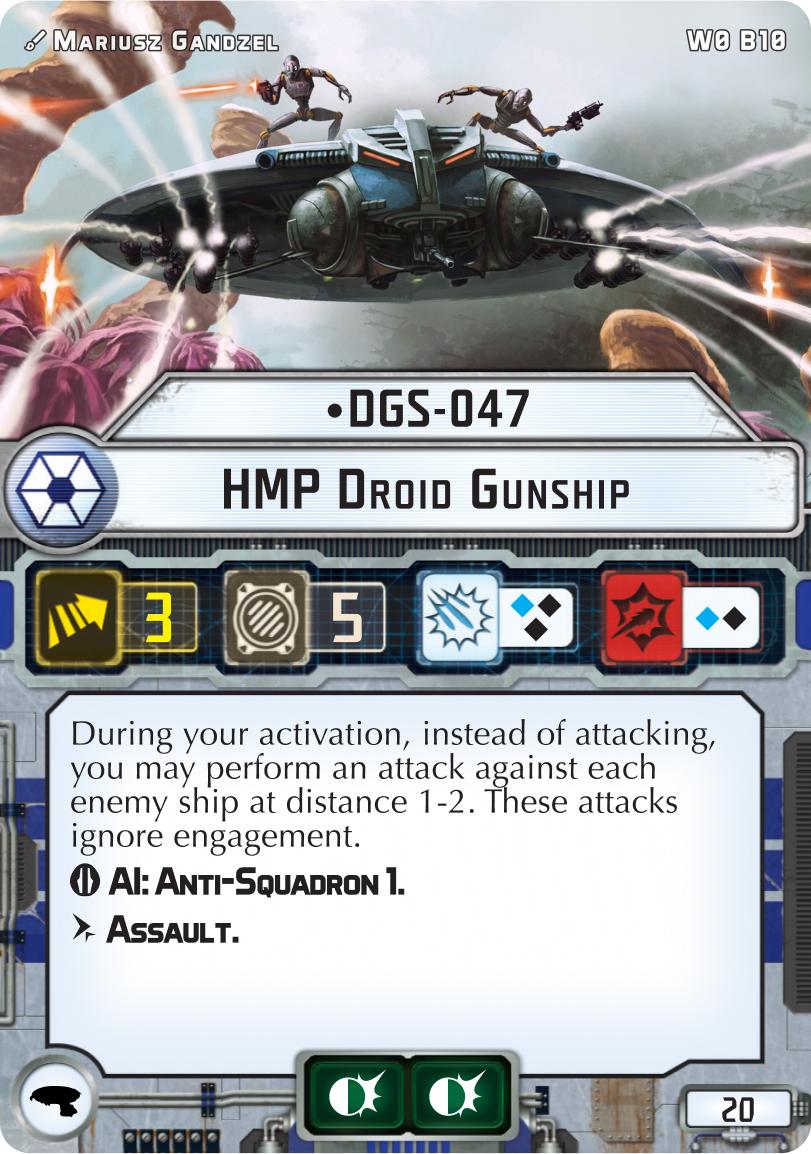 Mariusz Gandzel
W0 B10
•DGS-047
HMP Droid Gunship
3
5
During your activation, instead of attacking,
you may perform an attack against each
enemy ship at distance 1-2. These attacks
ignore engagement.
AI: Anti-Squadron 1.
Assault.
20